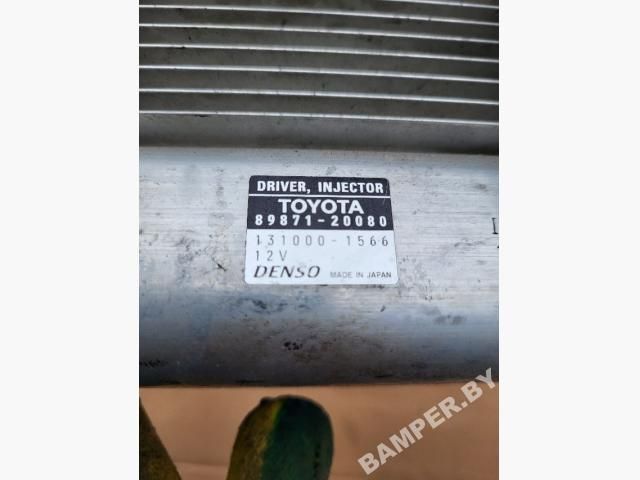 DRIVER, INJECTOR
TOYOTA
89871-20080
131000-1566
12V
DENSO MADE IN JAPAN
BAMPER.BY